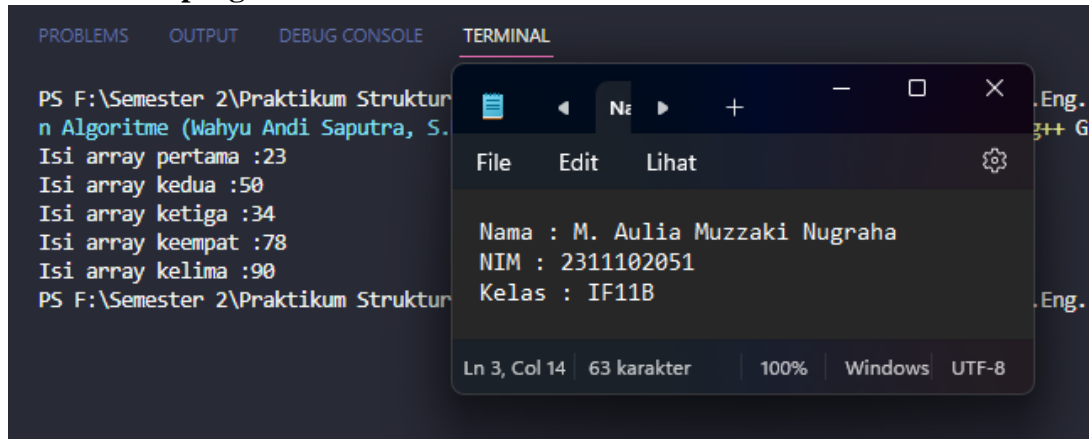 PROBLEMS OUTPUT DEBUG CONSOLE TERMINAL
PS F:\Semester 2\Praktikum Struktur
.Eng.
n Algoritme (Wahyu Andi Saputra, S.
g++ G
Isi array pertama :23
Isi array kedua :50
Isi array ketiga :34
Isi array keempat :78
Isi array kelima :90
PS F:\Semester 2\Praktikum Struktur
.Eng.
Na
File Edit Lihat
Nama : M. Aulia Muzzaki Nugraha
NIM : 2311102051
Kelas : IF11B
Ln 3, Col 14 63 karakter 100% Windows UTF-8